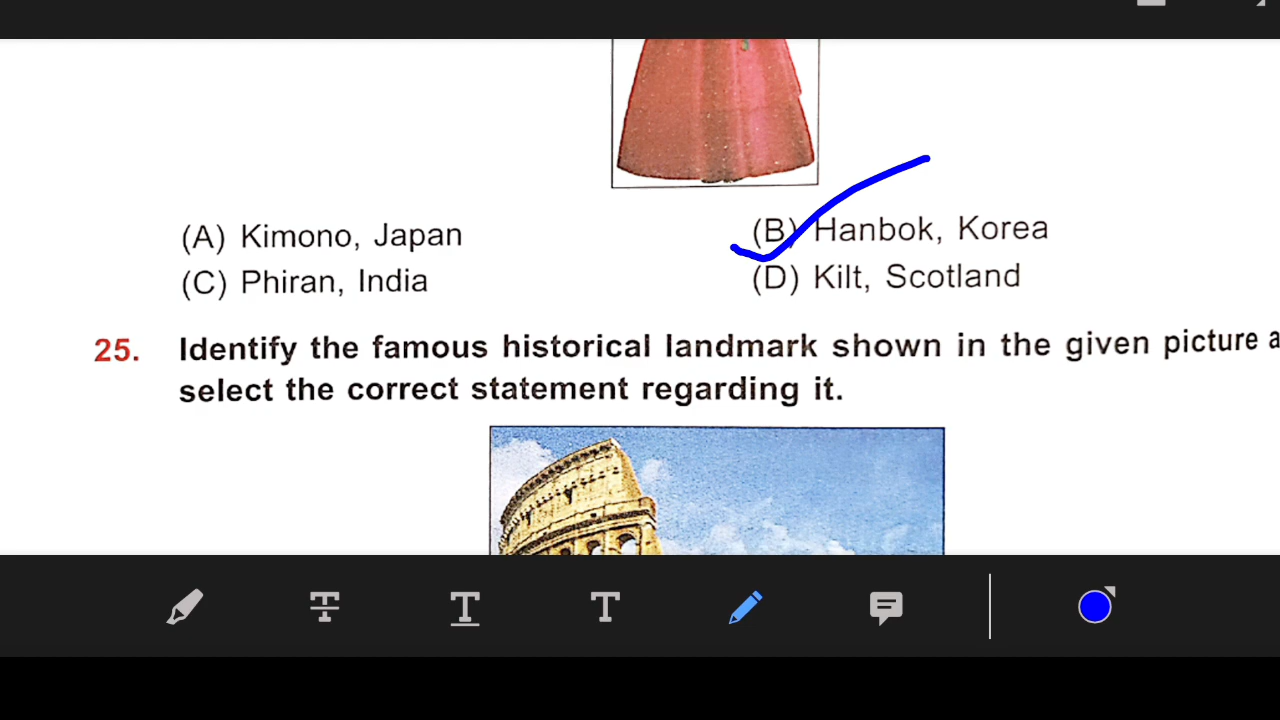 (A) Kimono, Japan
(B) Hanbok, Korea
(C) Phiran, India
(D) Kilt, Scotland
25. Identify the famous historical landmark shown in the given picture a
select the correct statement regarding it.